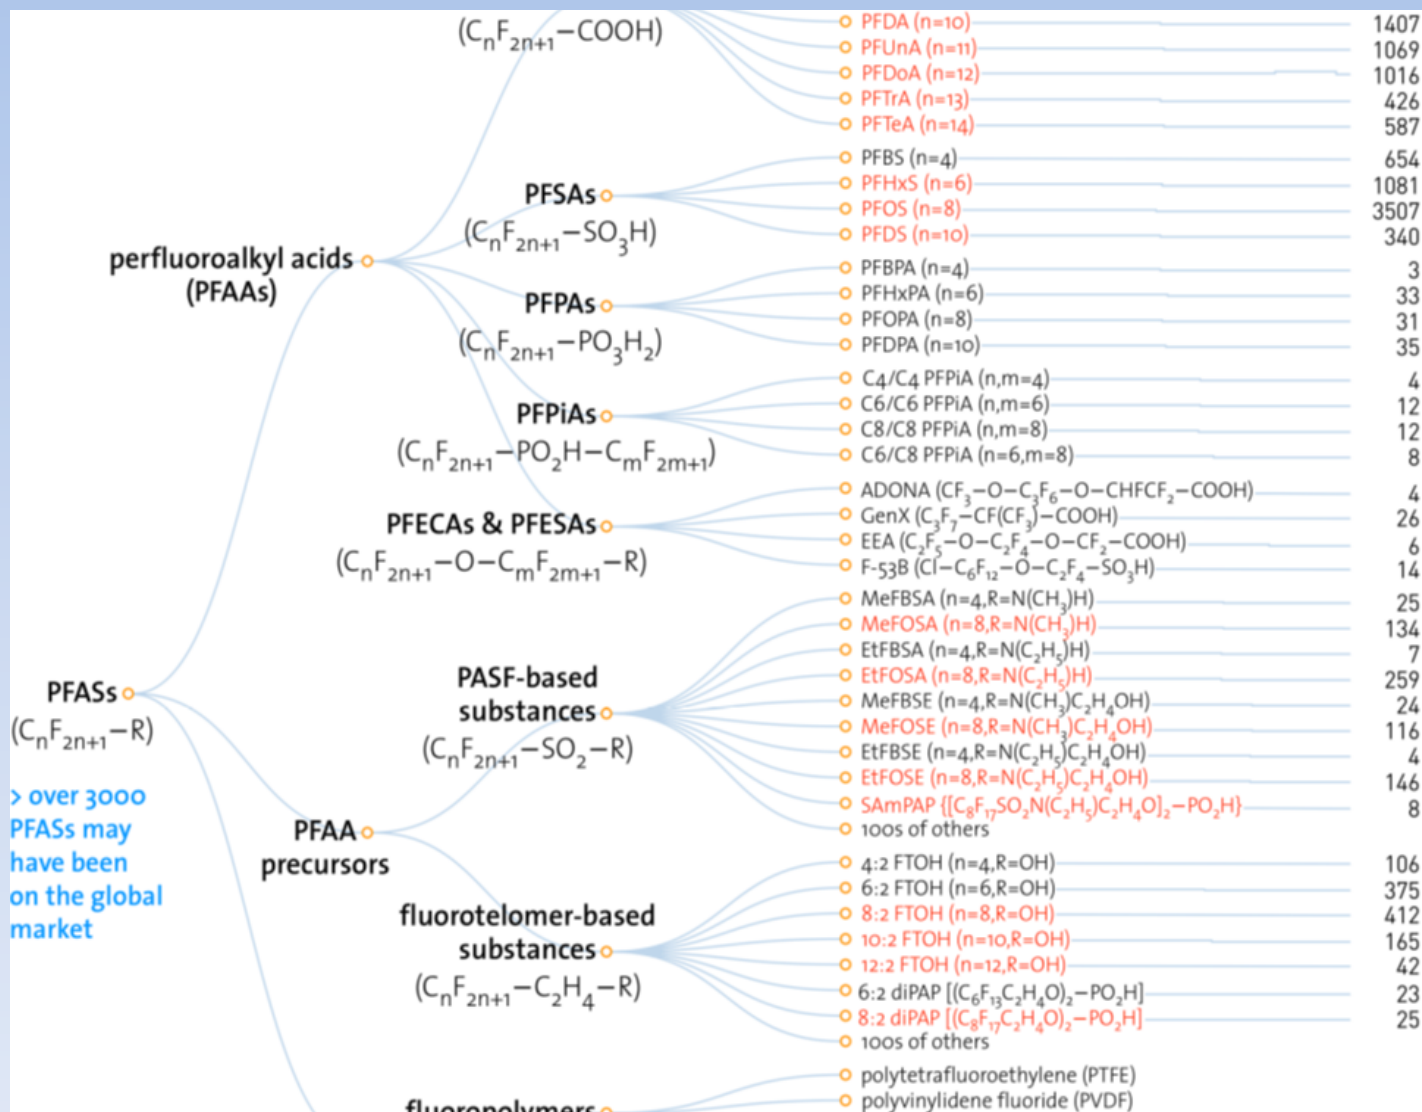 (CnF2n+1–COOH)
PFDA (n=10) 1407
PFUnA (n=11) 1069
PFDoA (n=12) 1016
PFTrA (n=13) 426
PFTeA (n=14) 587
PFSAs
(CnF2n+1–SO3H)
PFBS (n=4) 654
PFHxS (n=6) 1081
PFOS (n=8) 3507
PFDS (n=10) 340
perfluoroalkyl acids
(PFAAs)
PFPAs
(CnF2n+1–PO3H2)
PFBPA (n=4) 3
PFHxPA (n=6) 33
PFOPA (n=8) 31
PFDPA (n=10) 35
PFPiAs
(CnF2n+1–PO2H–CmF2m+1)
C4/C4 PFPiA (n,m=4) 4
C6/C6 PFPiA (n,m=6) 12
C8/C8 PFPiA (n,m=8) 12
C6/C8 PFPiA (n=6,m=8) 8
PFECAs & PFESAs
(CnF2n+1–O–CmF2m+1–R)
ADONA (CF3–O–C3F6–O–CHFCF2–COOH) 4
GenX (C3F7–CF(CF3)–COOH) 26
EEA (C2F5–O–C2F4–O–CF2–COOH) 6
F-53B (Cl–C6F12–O–C2F4–SO3H) 14
PASF-based
substances
(CnF2n+1–SO2–R)
MeFBSA (n=4,R=N(CH3)H) 25
MeFOSA (n=8,R=N(CH3)H) 134
EtFBSA (n=4,R=N(C2H5)H) 7
EtFOSA (n=8,R=N(C2H5)H) 259
MeFBSE (n=4,R=N(CH3)C2H4OH) 24
MeFOSE (n=8,R=N(CH3)C2H4OH) 116
EtFBSE (n=4,R=N(C2H5)C2H4OH) 4
EtFOSE (n=8,R=N(C2H5)C2H4OH) 146
SAmPAP {[C8F17SO2N(C2H5)C2H4O]2–PO2H} 8
100s of others
PFASs
(CnF2n+1–R)
> over 3000
PFASs may
have been
on the global
market
PFAA
precursors
fluorotelomer-based
substances
(CnF2n+1–C2H4–R)
4:2 FTOH (n=4,R=OH) 106
6:2 FTOH (n=6,R=OH) 375
8:2 FTOH (n=8,R=OH) 412
10:2 FTOH (n=10,R=OH) 165
12:2 FTOH (n=12,R=OH) 42
6:2 diPAP [(C6F13C2H4O)2–PO2H] 23
8:2 diPAP [(C8F17C2H4O)2–PO2H] 25
100s of others
fluoropolymers
polytetrafluoroethylene (PTFE)
polyvinylidene fluoride (PVDF)